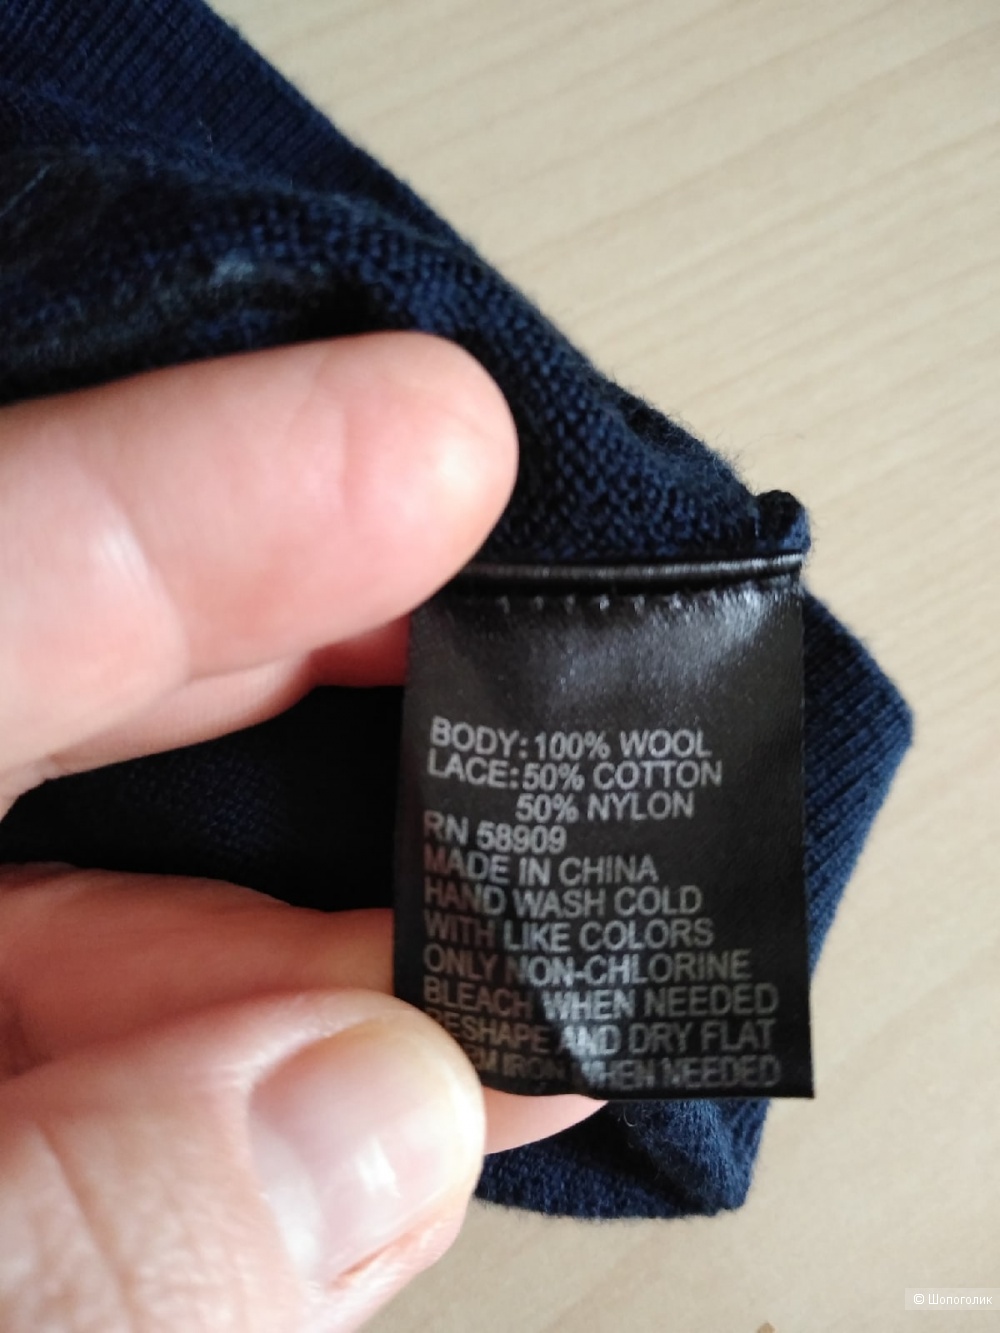 BODY: 100% WOOL
LACE: 50% COTTON
50% NYLON
RN 58909
MADE IN CHINA
HAND WASH COLD
WITH LIKE COLORS
ONLY NON-CHLORINE
BLEACH WHEN NEEDED
RESHAPE AND DRY FLAT
IRON WHEN NEEDED
© Шопоголик